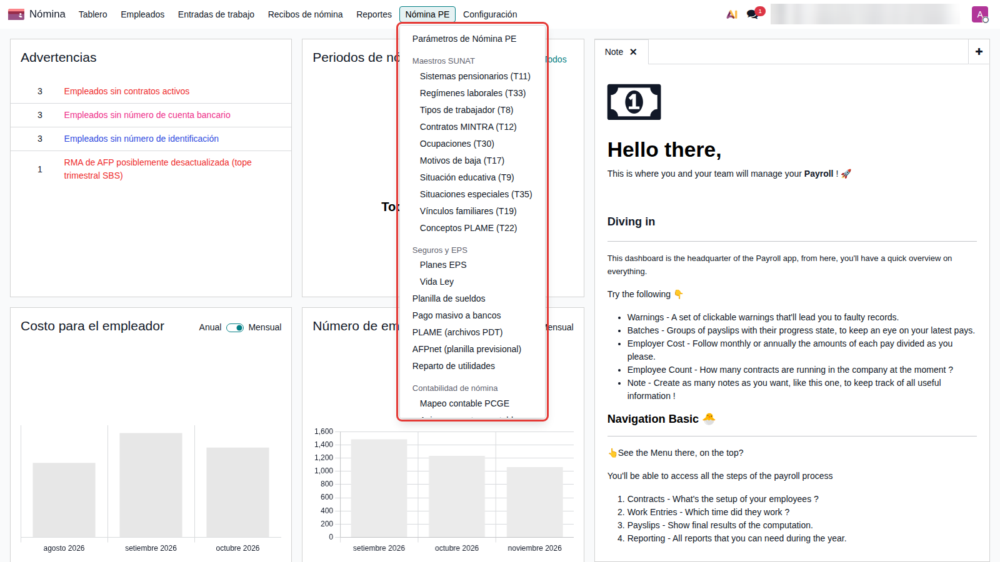 Nómina
Tablero
Empleados
Entradas de trabajo
Recibos de nómina
Reportes
Nómina PE
Configuración
AI
1
A
Advertencias
3 Empleados sin contratos activos
3 Empleados sin número de cuenta bancario
3 Empleados sin número de identificación
1 RMA de AFP posiblemente desactualizada (tope
trimestral SBS)
Periodos de
Parámetros de Nómina PE
Maestros SUNAT
Sistemas pensionarios (T11)
Regímenes laborales (T33)
Tipos de trabajador (T8)
Contratos MINTRA (T12)
Ocupaciones (T30)
Motivos de baja (T17)
Situación educativa (T9)
Situaciones especiales (T35)
Vínculos familiares (T19)
Conceptos PLAME (T22)
Seguros y EPS
Planes EPS
Vida Ley
Planilla de sueldos
Pago masivo a bancos
PLAME (archivos PDT)
AFPnet (planilla previsional)
Reparto de utilidades
Contabilidad de nómina
Mapeo contable PCGE
Costo para el empleador
Anual Mensual
agosto 2026
setiembre 2026
octubre 2026
Número de
1,600
1,400
1,200
1,000
800
600
400
200
0
setiembre 2026
octubre 2026
noviembre 2026
Note ✕
1
Hello there,
This is where you and your team will manage your Payroll ! 🚀
Diving in
This dashboard is the headquarter of the Payroll app, from here, you'll have a quick overview on
everything.
Try the following 👇
• Warnings - A set of clickable warnings that'll lead you to faulty records.
• Batches - Groups of payslips with their progress state, to keep an eye on your latest pays.
• Employer Cost - Follow monthly or annually the amounts of each pay divided as you
please.
• Employee Count - How many contracts are running in the company at the moment ?
• Note - Create as many notes as you want, like this one, to keep track of all useful
information !
Navigation Basic 🐣
👆See the Menu there, on the top?
You'll be able to access all the steps of the payroll process
1. Contracts - What's the setup of your employees ?
2. Work Entries - Which time did they work ?
3. Payslips - Show final results of the computation.
4. Reporting - All reports that you can need during the year.